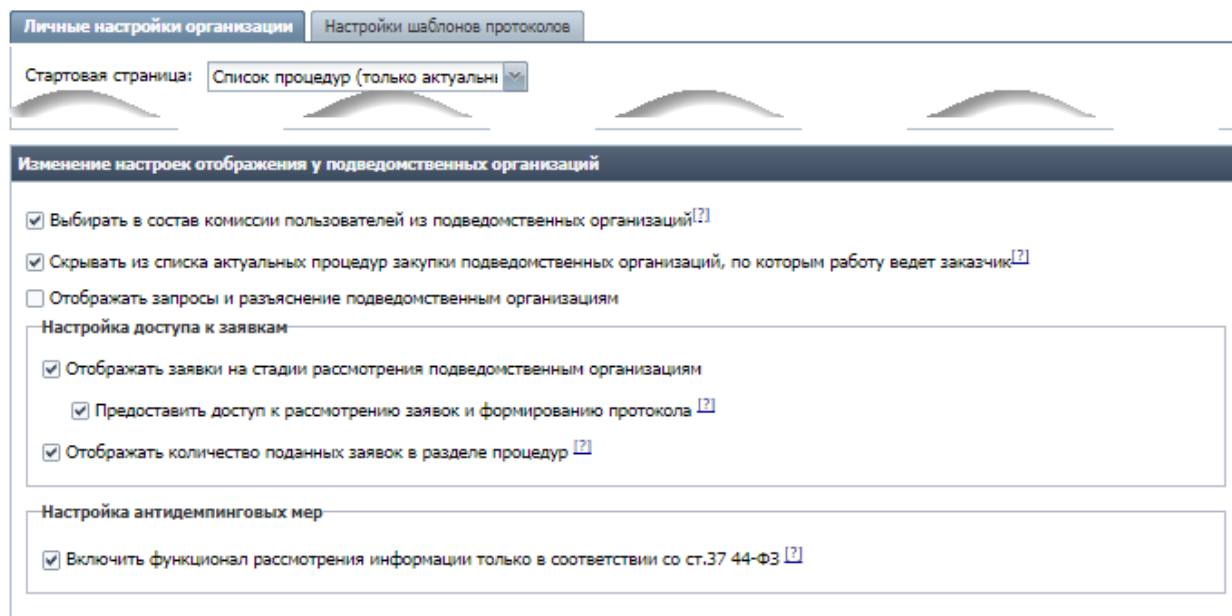 Личные настройки организации Настройки шаблонов протоколов
Стартовая страница: Список процедур (только актуальны
Изменение настроек отображения у подведомственных организаций
Выбирать в состав комиссии пользователей из подведомственных организаций[?]
Скрывать из списка актуальных процедур закупки подведомственных организаций, по которым работу ведет заказчик[?]
Отображать запросы и разъяснение подведомственным организациям
Настройка доступа к заявкам
Отображать заявки на стадии рассмотрения подведомственным организациям
Предоставить доступ к рассмотрению заявок и формированию протокола [?]
Отображать количество поданных заявок в разделе процедур [?]
Настройка антидемпинговых мер
Включить функционал рассмотрения информации только в соответствии со ст.37 44-ФЗ [?]